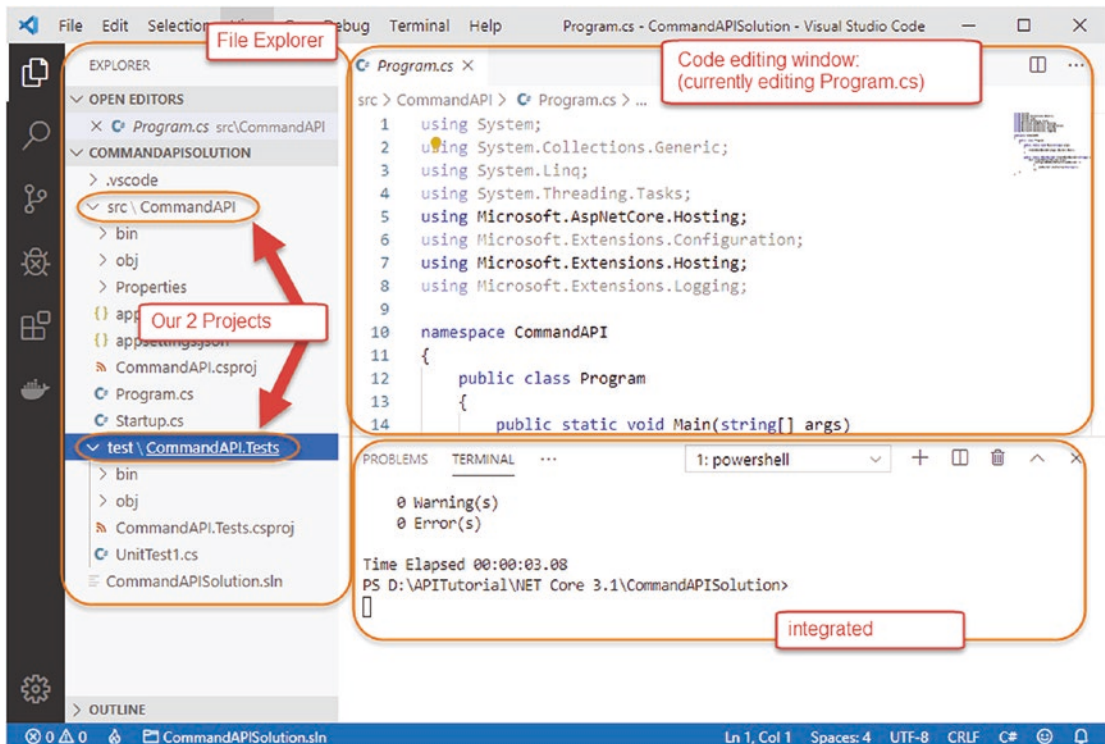 File Edit Selection Debug Terminal Help Program.cs - CommandAPISolution - Visual Studio Code
File Explorer
EXPLORER
OPEN EDITORS
Program.cs src\CommandAPI
COMMANDAPISOLUTION
.vscode
src \ CommandAPI
bin
obj
Properties
Our 2 Projects
appsettings.json
CommandAPI.csproj
Program.cs
Startup.cs
test \ CommandAPI.Tests
bin
obj
CommandAPI.Tests.csproj
UnitTest1.cs
CommandAPISolution.sln
OUTLINE
Program.cs
Code editing window:
(currently editing Program.cs)
src > CommandAPI > Program.cs > ...
1 using System;
2 using System.Collections.Generic;
3 using System.Linq;
4 using System.Threading.Tasks;
5 using Microsoft.AspNetCore.Hosting;
6 using Microsoft.Extensions.Configuration;
7 using Microsoft.Extensions.Hosting;
8 using Microsoft.Extensions.Logging;
9
10 namespace CommandAPI
11 {
12 public class Program
13 {
14 public static void Main(string[] args)
PROBLEMS TERMINAL ... 1: powershell
0 Warning(s)
0 Error(s)
Time Elapsed 00:00:03.08
PS D:\APITutorial\NET Core 3.1\CommandAPISolution>
integrated
0 0 CommandAPISolution.sln Ln 1, Col 1 Spaces: 4 UTF-8 CRLF C#